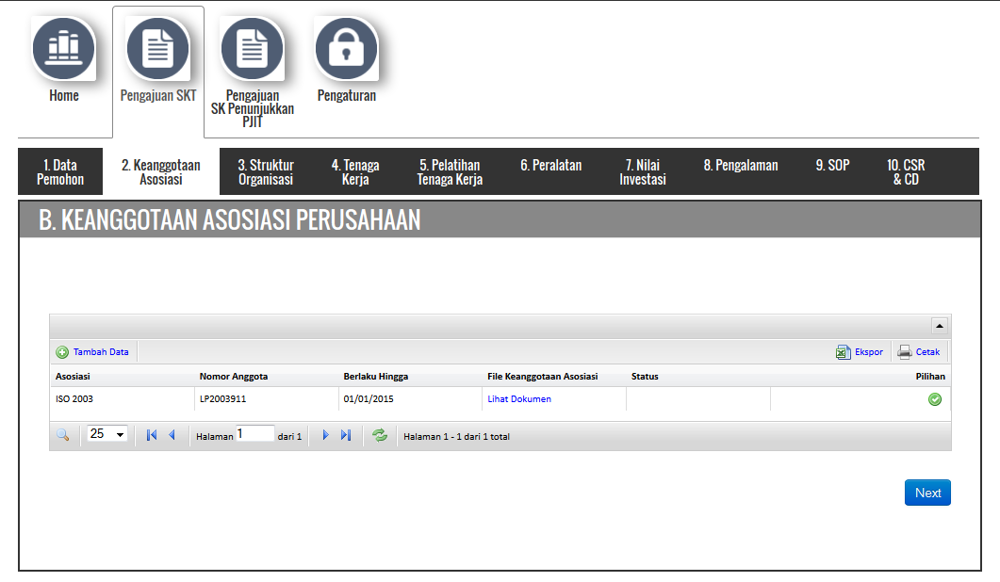 Home
Pengajuan SKT
Pengajuan
SK Penunjukkan
PJIT
Pengaturan
1. Data
Pemohon
2. Keanggotaan
Asosiasi
3. Struktur
Organisasi
4. Tenaga
Kerja
5. Pelatihan
Tenaga Kerja
6. Peralatan
7. Nilai
Investasi
8. Pengalaman
9. SOP
10. CSR
& CD
B. KEANGGOTAAN ASOSIASI PERUSAHAAN
Tambah Data
Ekspor
Cetak
Asosiasi Nomor Anggota Berlaku Hingga File Keanggotaan Asosiasi Status Pilihan
ISO 2003 LP2003911 01/01/2015 Lihat Dokumen
25 Halaman 1 dari 1 Halaman 1 - 1 dari 1 total
Next